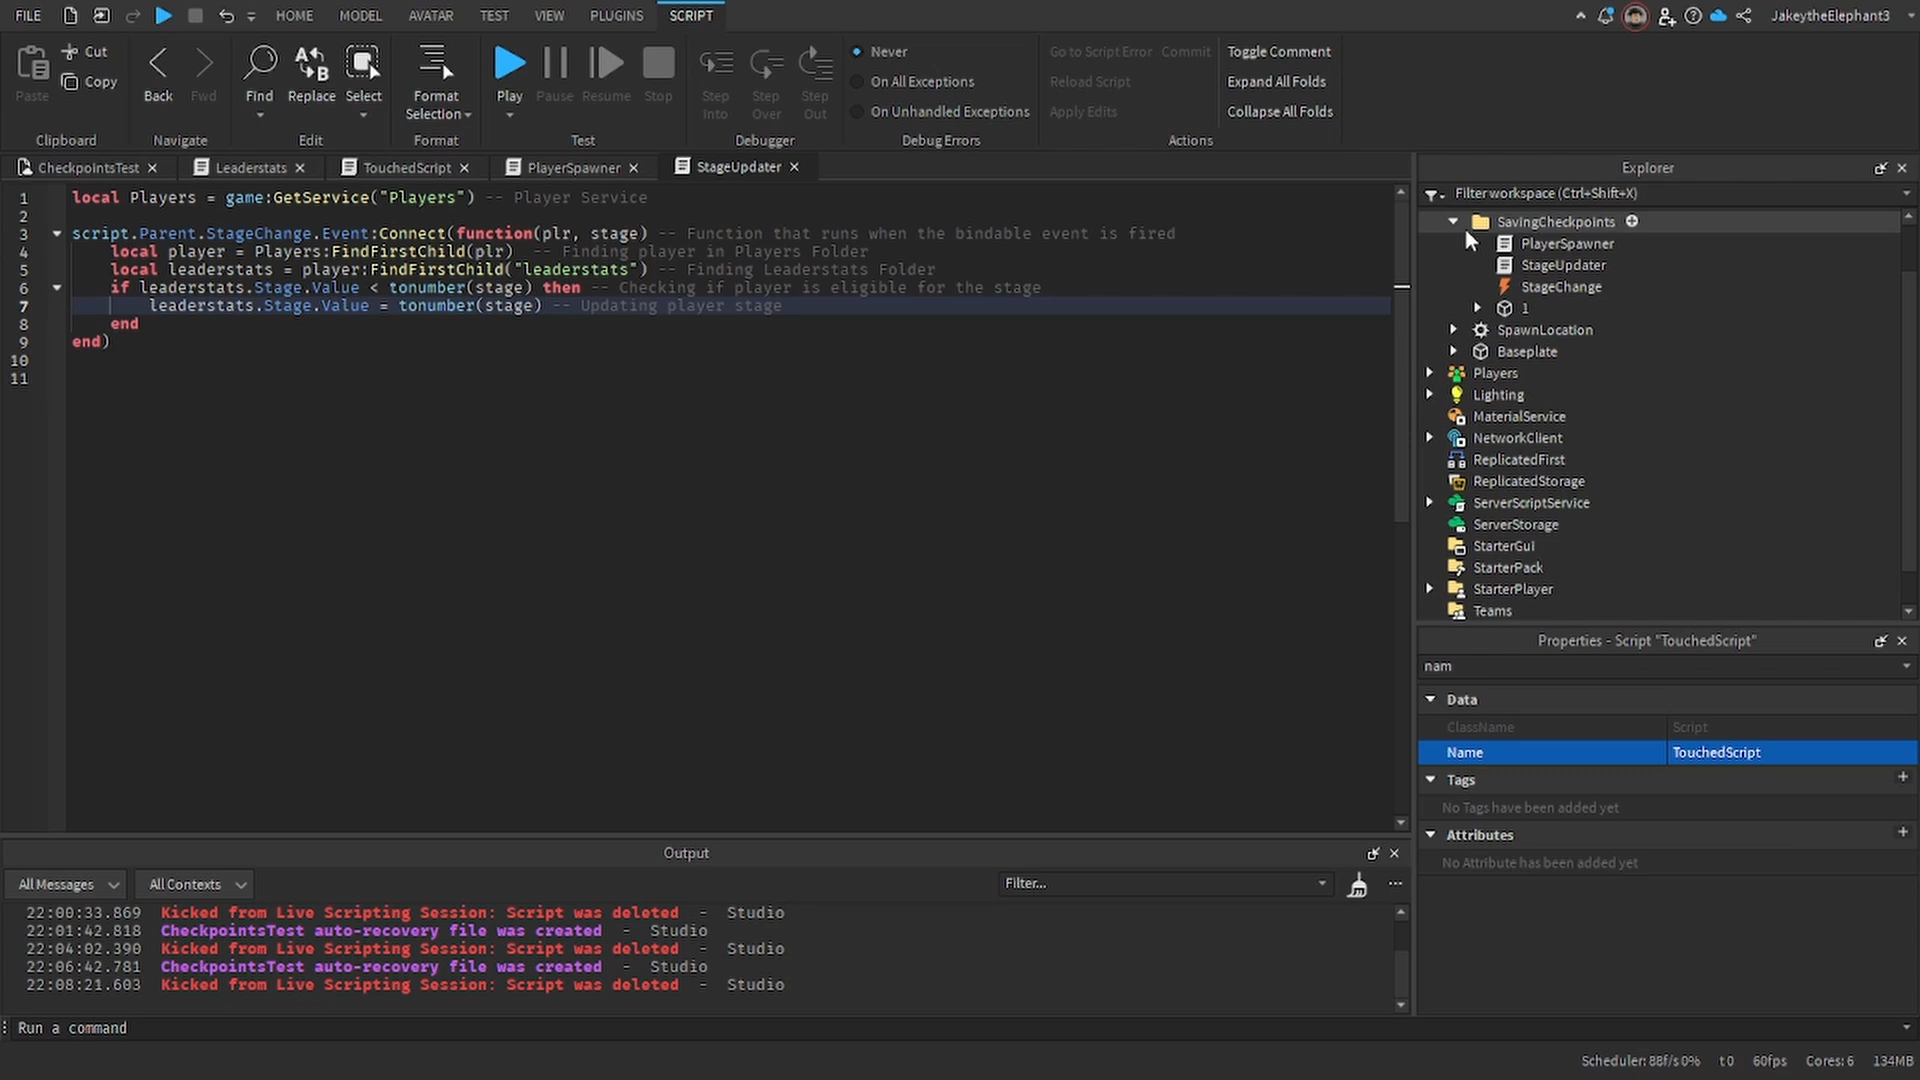 FILE HOME MODEL AVATAR TEST VIEW PLUGINS SCRIPT JakeytheElephant3
Paste Cut Copy
Clipboard
Back Fwd
Navigate
Find Replace Select
Edit
Format Selection
Format
Play Pause Resume Stop
Test
Step Into Step Over Step Out
Debugger
Never
On All Exceptions
On Unhandled Exceptions
Debug Errors
Go to Script Error Commit
Reload Script
Apply Edits
Toggle Comment
Expand All Folds
Collapse All Folds
Actions
CheckpointsTest Leaderstats TouchedScript PlayerSpawner StageUpdater
1 local Players = game:GetService("Players") -- Player Service
2
3 script.Parent.StageChange.Event:Connect(function(plr, stage) -- Function that runs when the bindable event is fired
4 local player = Players:FindFirstChild(plr) -- Finding player in Players Folder
5 local leaderstats = player:FindFirstChild("leaderstats") -- Finding Leaderstats Folder
6 if leaderstats.Stage.Value < tonumber(stage) then -- Checking if player is eligible for the stage
7 leaderstats.Stage.Value = tonumber(stage) -- Updating player stage
8 end
9 end)
10
11
Explorer
Filter workspace (Ctrl+Shift+X)
SavingCheckpoints
PlayerSpawner
StageUpdater
StageChange
1
SpawnLocation
Baseplate
Players
Lighting
MaterialService
NetworkClient
ReplicatedFirst
ReplicatedStorage
ServerScriptService
ServerStorage
StarterGui
StarterPack
StarterPlayer
Teams
Properties - Script "TouchedScript"
nam
Data
ClassName Script
Name TouchedScript
Tags
No Tags have been added yet
Attributes
No Attribute has been added yet
Output
All Messages All Contexts Filter...
22:00:33.869 Kicked from Live Scripting Session: Script was deleted - Studio
22:01:42.818 CheckpointsTest auto-recovery file was created - Studio
22:04:02.390 Kicked from Live Scripting Session: Script was deleted - Studio
22:06:42.781 CheckpointsTest auto-recovery file was created - Studio
22:08:21.603 Kicked from Live Scripting Session: Script was deleted - Studio
Run a command
Scheduler: 88f/s 0% t 0 60fps Cores: 6 134MB